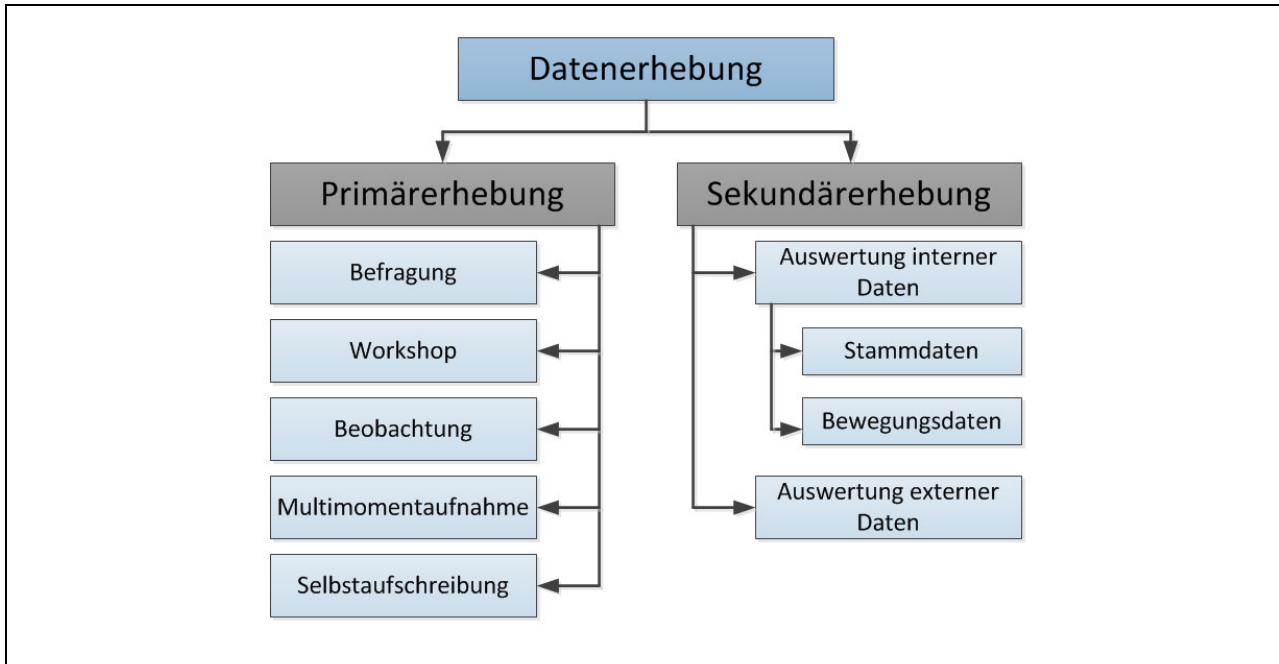 Datenerhebung
Primärerhebung
Befragung
Workshop
Beobachtung
Multimomentaufnahme
Selbstaufschreibung
Sekundärerhebung
Auswertung interner
Daten
Stammdaten
Bewegungsdaten
Auswertung externer
Daten